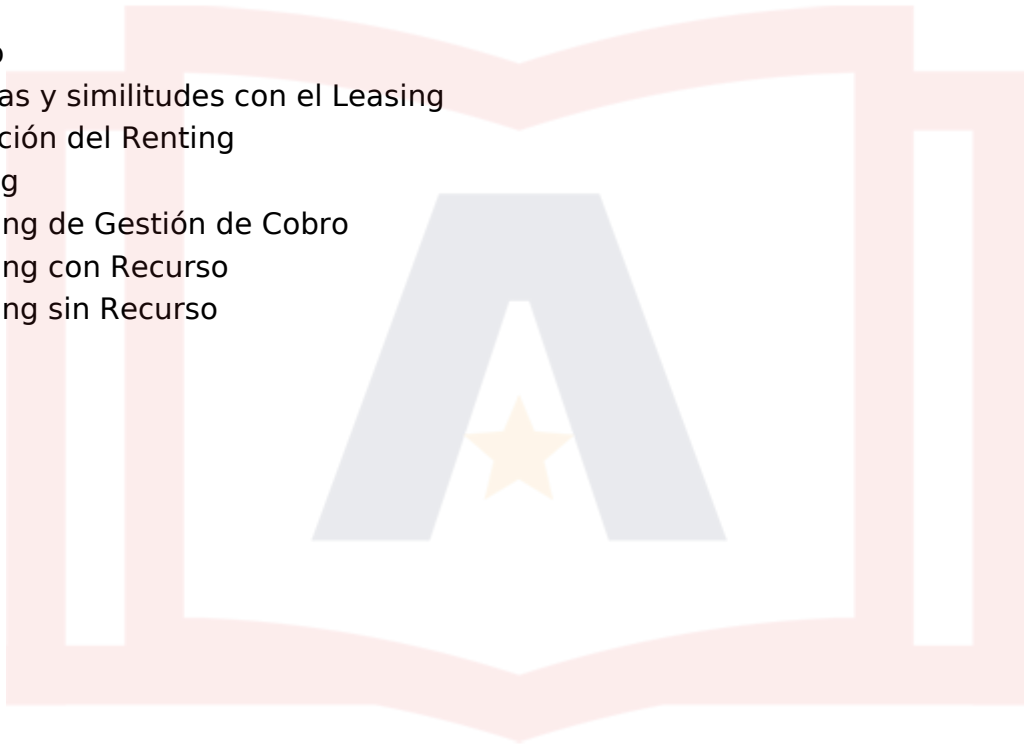 o
as y similitudes con el Leasing
ción del Renting
g
ng de Gestión de Cobro
ng con Recurso
ng sin Recurso